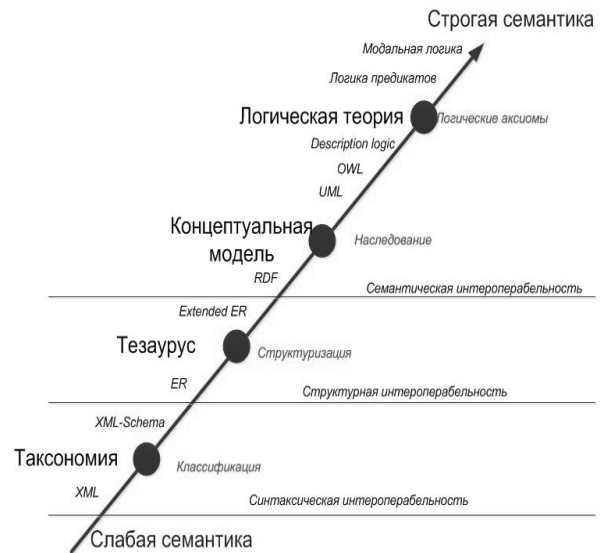 Строгая семантика
Модальная логика
Логика предикатов
Логическая теория
Логические аксиомы
Description logic
OWL
UML
Концептуальная
модель
Наследование
RDF
Семантическая интероперабельность
Extended ER
Тезаурус
Структуризация
ER
Структурная интероперабельность
XML-Schema
Таксономия
Классификация
XML
Синтаксическая интероперабельность
Слабая семантика